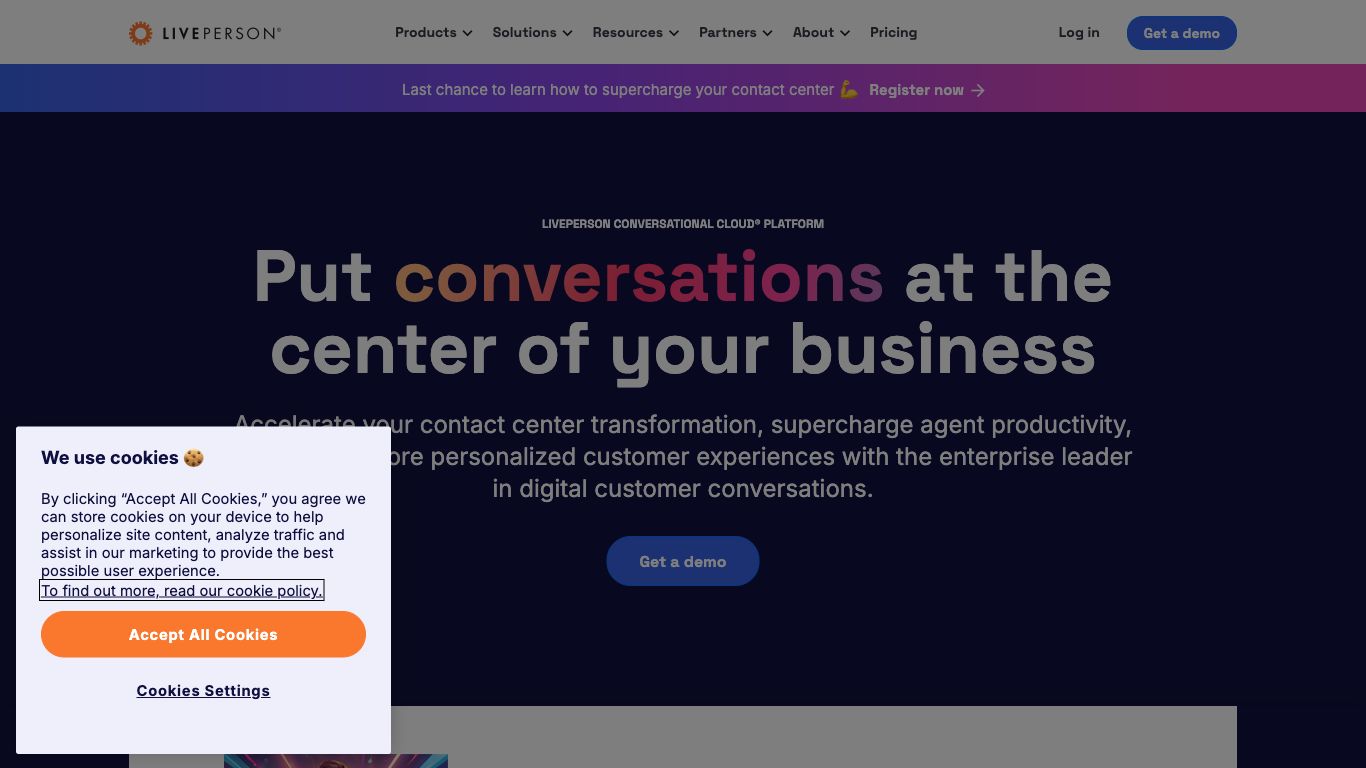 LIVEPERSON®
Products
Solutions
Resources
Partners
About
Pricing
Log in
Get a demo
Last chance to learn how to supercharge your contact center 💪 Register now →
LIVEPERSON CONVERSATIONAL CLOUD® PLATFORM
Put conversations at the
center of your business
Accelerate your contact center transformation, supercharge agent productivity,
personalized customer experiences with the enterprise leader
in digital customer conversations.
Get a demo
We use cookies 🍪
By clicking “Accept All Cookies,” you agree we
can store cookies on your device to help
personalize site content, analyze traffic and
assist in our marketing to provide the best
possible user experience.
To find out more, read our cookie policy.
Accept All Cookies
Cookies Settings